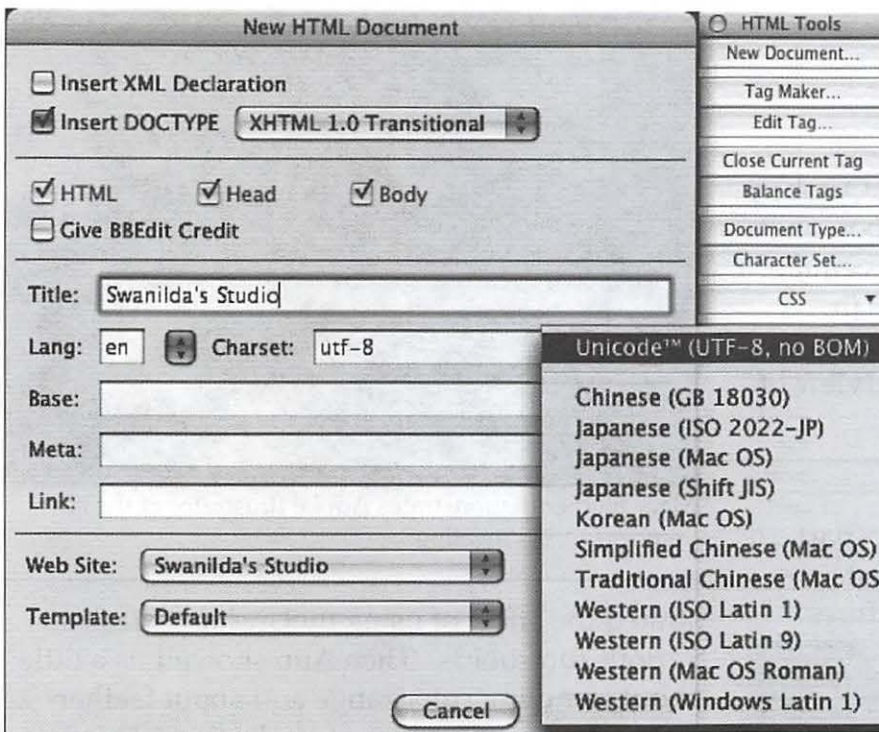 New HTML Document
Insert XML Declaration
Insert DOCTYPE XHTML 1.0 Transitional
HTML Head Body
Give BBEdit Credit
Title: Swanilda's Studio
Lang: en Charset: utf-8
Base:
Meta:
Link:
Web Site: Swanilda's Studio
Template: Default
Cancel
HTML Tools
New Document...
Tag Maker...
Edit Tag...
Close Current Tag
Balance Tags
Document Type...
Character Set...
CSS
Unicode™ (UTF-8, no BOM)
Chinese (GB 18030)
Japanese (ISO 2022-JP)
Japanese (Mac OS)
Japanese (Shift JIS)
Korean (Mac OS)
Simplified Chinese (Mac OS)
Traditional Chinese (Mac OS
Western (ISO Latin 1)
Western (ISO Latin 9)
Western (Mac OS Roman)
Western (Windows Latin 1)